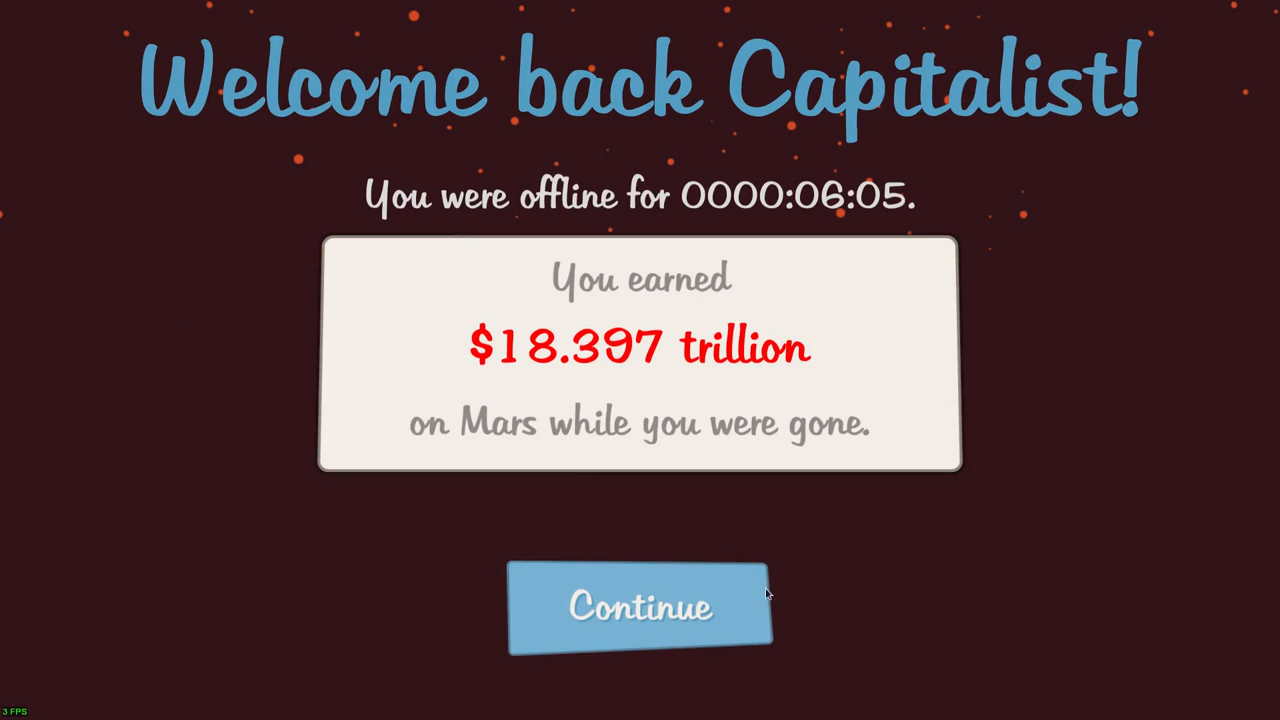 Welcome back Capitalist!
You were offline for 0000:06:05.
You earned
$18.397 trillion
on Mars while you were gone.
Continue
3 FPS